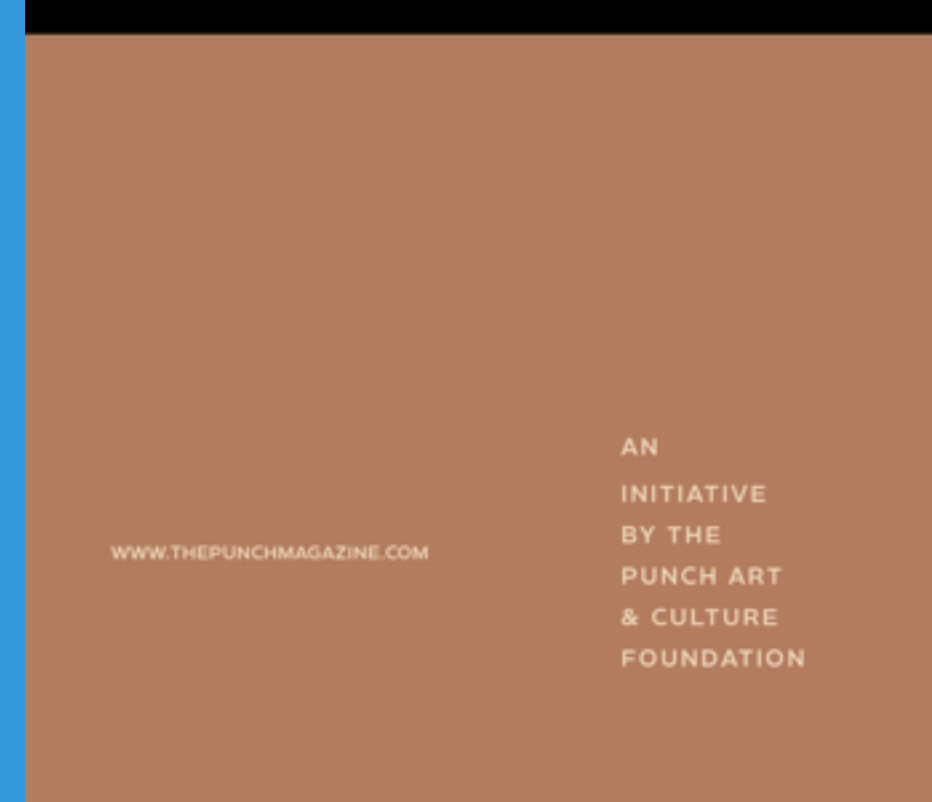 WWW.THEPUNCHMAGAZINE.COM
AN
INITIATIVE
BY THE
PUNCH ART
& CULTURE
FOUNDATION